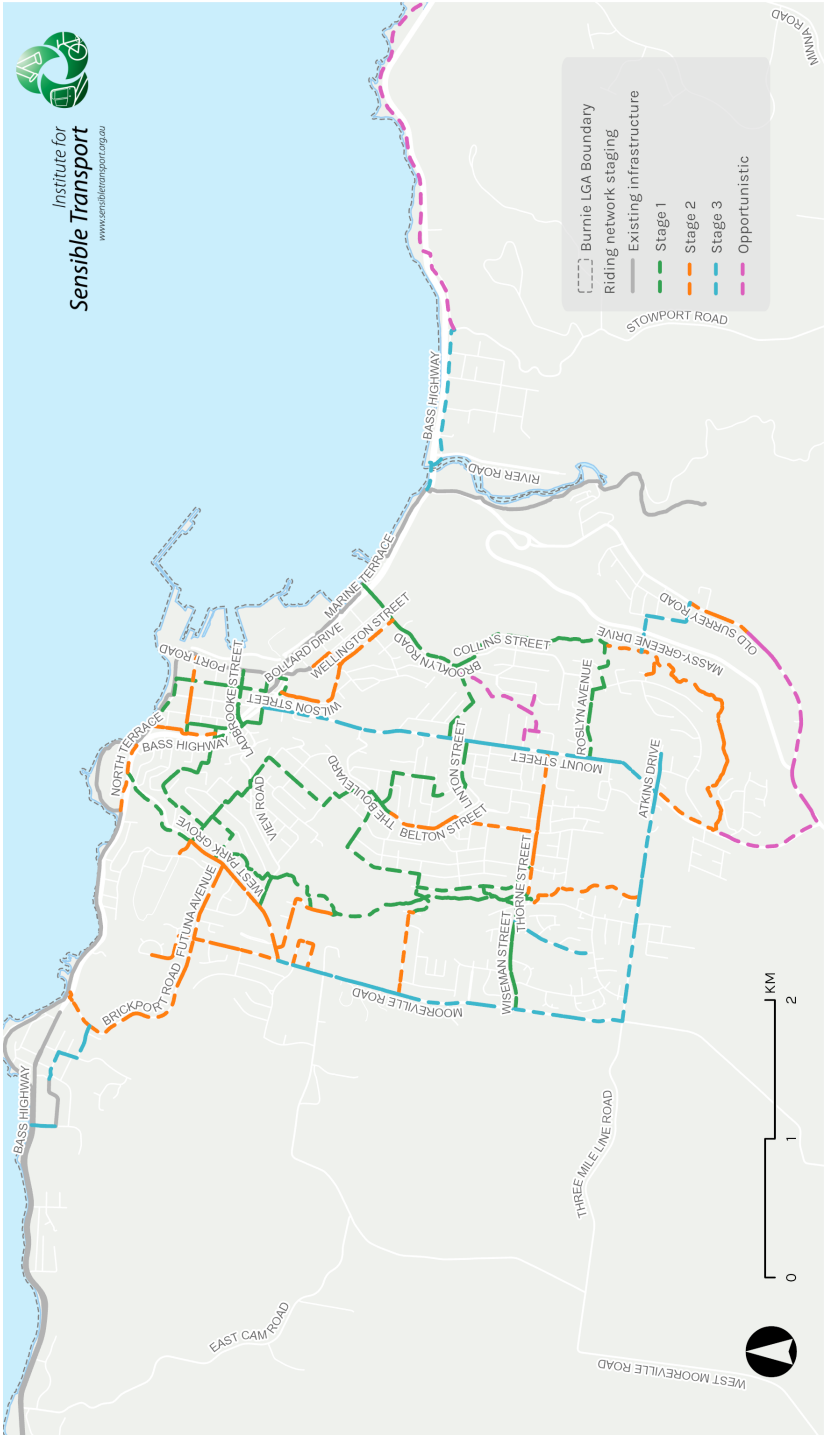 Institute for
Sensible Transport
www.sensibletransport.org.au
Burnie LGA Boundary
Riding network staging
Existing infrastructure
Stage 1
Stage 2
Stage 3
Opportunistic
MINNA ROAD
STOWPORT ROAD
BASS HIGHWAY
RIVER ROAD
MARINE TERRACE
BOLLARD DRIVE
WELLINGTON STREET
PORT ROAD
LADBROOKE STREET
WILSON STREET
BROOKLYN ROAD
COLLINS STREET
MASSY-GREENE DRIVE
OLD SURREY ROAD
ROSLYN AVENUE
NORTH TERRACE
BASS HIGHWAY
VIEW ROAD
THE BOULEVARD
LINTON STREET
BELTON STREET
MOUNT STREET
ATKINS DRIVE
WEST PARK GROVE
FUTUNA AVENUE
BRICKPORT ROAD
THORNE STREET
WISEMAN STREET
MOOREVILLE ROAD
BASS HIGHWAY
THREE MILE LINE ROAD
EAST CAM ROAD
WEST MOOREVILLE ROAD
0
1
2
KM